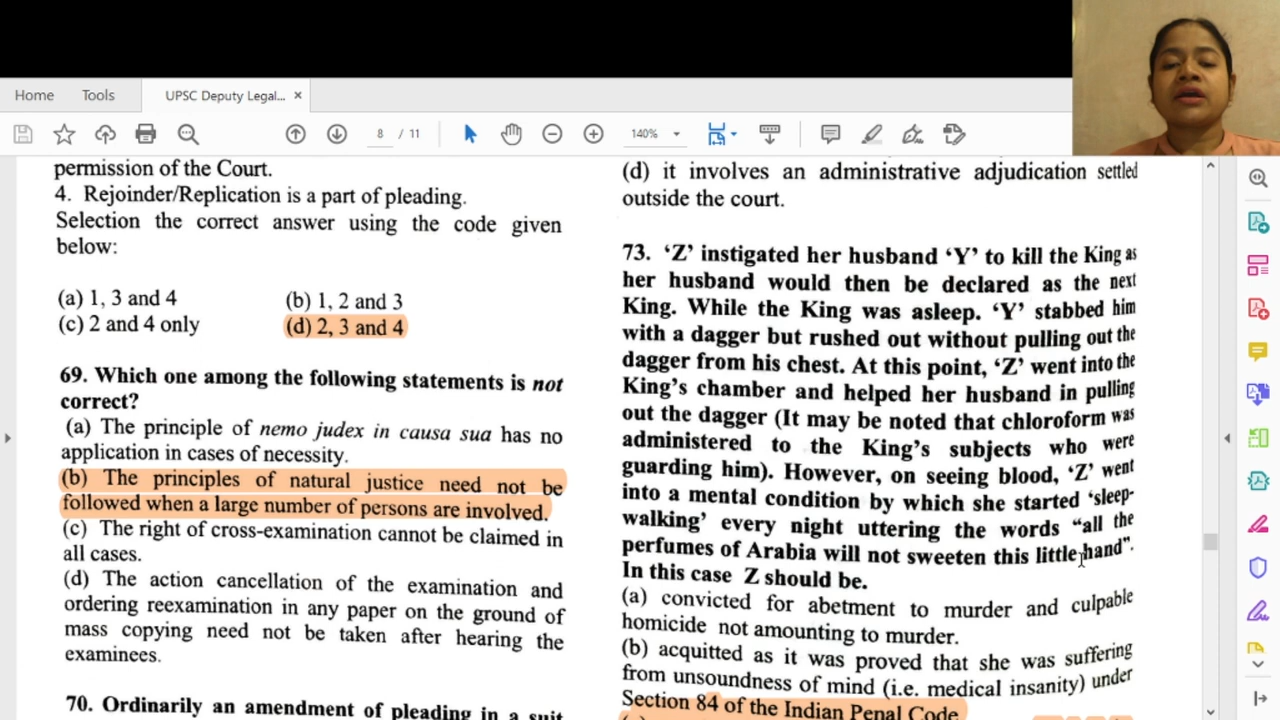 Home
Tools
UPSC Deputy Legal...
8 / 11
140%
permission of the Court.
4. Rejoinder/Replication is a part of pleading.
Selection the correct answer using the code given
below:
(a) 1, 3 and 4 (b) 1, 2 and 3
(c) 2 and 4 only (d) 2, 3 and 4
69. Which one among the following statements is not
correct?
(a) The principle of nemo judex in causa sua has no
application in cases of necessity.
(b) The principles of natural justice need not be
followed when a large number of persons are involved.
(c) The right of cross-examination cannot be claimed in
all cases.
(d) The action cancellation of the examination and
ordering reexamination in any paper on the ground of
mass copying need not be taken after hearing the
examinees.
70. Ordinarily an amendment of pleading in a suit
(d) it involves an administrative adjudication settled
outside the court.
73. ‘Z’ instigated her husband ‘Y’ to kill the King as
her husband would then be declared as the next
King. While the King was asleep. ‘Y’ stabbed him
with a dagger but rushed out without pulling out the
dagger from his chest. At this point, ‘Z’ went into the
King’s chamber and helped her husband in pulling
out the dagger (It may be noted that chloroform was
administered to the King’s subjects who were
guarding him). However, on seeing blood, ‘Z’ went
into a mental condition by which she started ‘sleep-
walking’ every night uttering the words “all the
perfumes of Arabia will not sweeten this little hand”.
In this case Z should be.
(a) convicted for abetment to murder and culpable
homicide not amounting to murder.
(b) acquitted as it was proved that she was suffering
from unsoundness of mind (i.e. medical insanity) under
Section 84 of the Indian Penal Code.